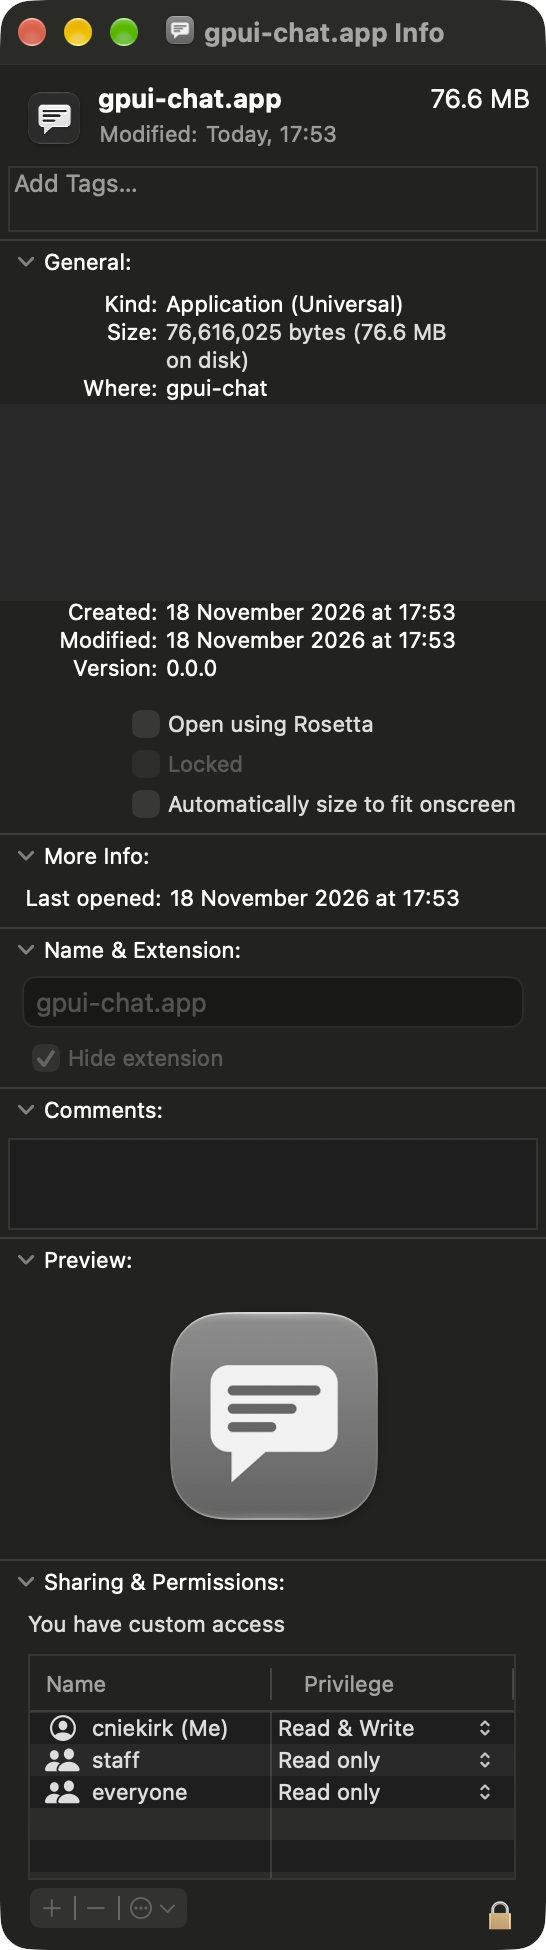 gpui-chat.app Info
gpui-chat.app 76.6 MB
Modified: Today, 17:53
Add Tags...
General:
Kind: Application (Universal)
Size: 76,616,025 bytes (76.6 MB
on disk)
Where: gpui-chat
Created: 18 November 2026 at 17:53
Modified: 18 November 2026 at 17:53
Version: 0.0.0
Open using Rosetta
Locked
Automatically size to fit onscreen
More Info:
Last opened: 18 November 2026 at 17:53
Name & Extension:
gpui-chat.app
Hide extension
Comments:
Preview:
Sharing & Permissions:
You have custom access
Name Privilege
cniekirk (Me) Read & Write
staff Read only
everyone Read only